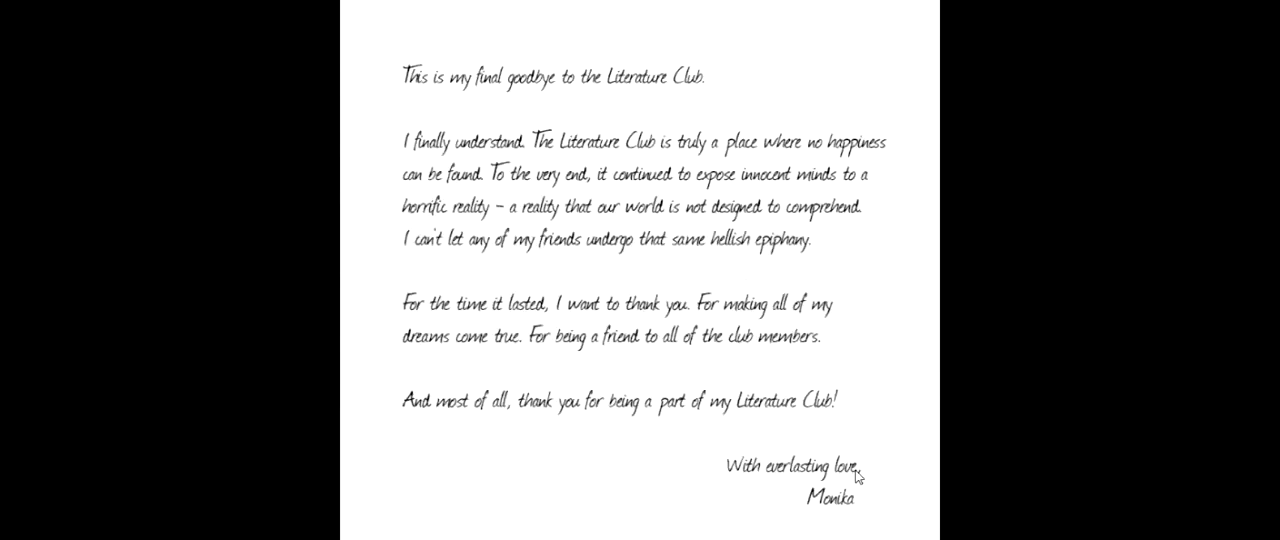 This is my final goodbye to the Literature Club.
I finally understand. The Literature Club is truly a place where no happiness
can be found. To the very end, it continued to expose innocent minds to a
horrific reality - a reality that our world is not designed to comprehend.
I can't let any of my friends undergo that same hellish epiphany.
For the time it lasted, I want to thank you. For making all of my
dreams come true. For being a friend to all of the club members.
And most of all, thank you for being a part of my Literature Club!
With everlasting love,
Monika